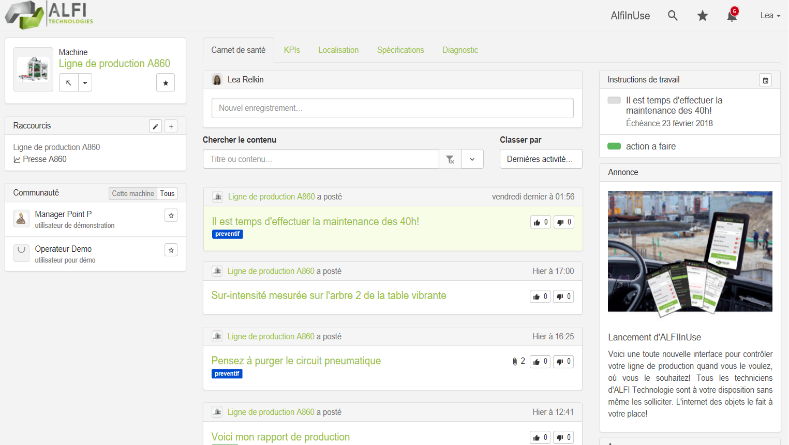 ALFI
TECHNOLOGIES
AlfiInUse
6
Lea
Machine
Ligne de production A860
Raccourcis
Ligne de production A860
Presse A860
Communauté
Cette machine
Tous
Manager Point P
utilisateur de démonstration
Operateur Demo
utilisateur pour démo
Carnet de santé
KPIs
Localisation
Spécifications
Diagnostic
Lea Relkin
Nouvel enregistrement...
Chercher le contenu
Classer par
Titre ou contenu...
Dernières activité...
Ligne de production A860 a posté
vendredi dernier à 01:56
Il est temps d'effectuer la maintenance des 40h!
0
0
preventif
Ligne de production A860 a posté
Hier à 17:00
Sur-intensité mesurée sur l'arbre 2 de la table vibrante
0
0
Ligne de production A860 a posté
Hier à 16:25
Pensez à purger le circuit pneumatique
2
0
0
preventif
Ligne de production A860 a posté
Hier à 12:41
Voici mon rapport de production
0
0
Instructions de travail
Il est temps d'effectuer la
maintenance des 40h!
Échéance 23 février 2018
action a faire
Annonce
Lancement d'ALFIInUse
Voici une toute nouvelle interface pour contrôler
votre ligne de production quand vous le voulez,
où vous le souhaitez! Tous les techniciens
d'ALFI Technologie sont à votre disposition sans
même les solliciter. L'internet des objets le fait à
votre place!